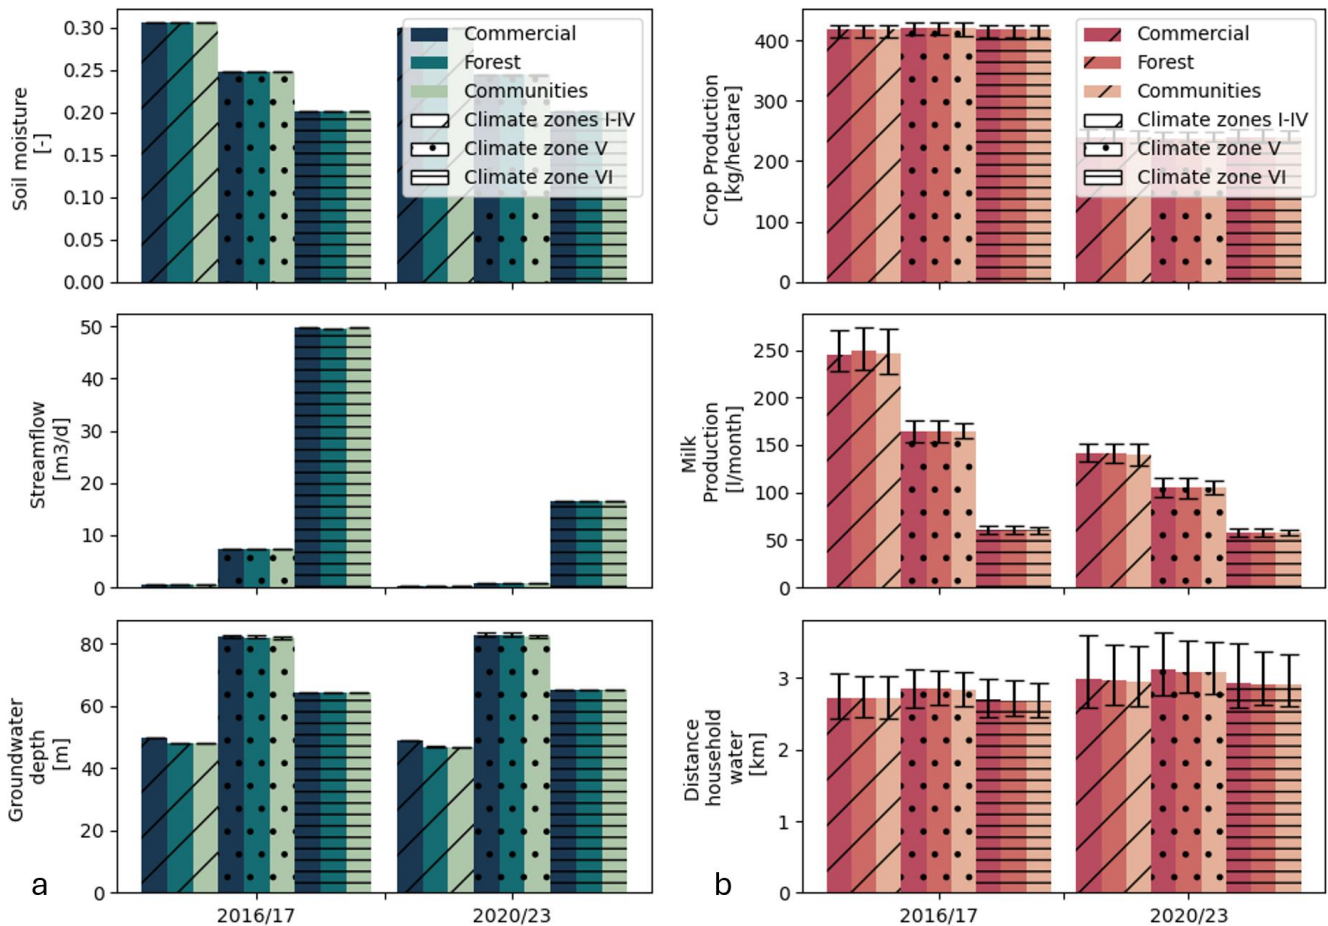 0.30
0.25
0.20
0.15
0.10
0.05
0.00
Soil moisture
[-]
Commercial
Forest
Communities
Climate zones I-IV
Climate zone V
Climate zone VI
400
300
200
100
0
Crop Production
[kg/hectare]
Commercial
Forest
Communities
Climate zones I-IV
Climate zone V
Climate zone VI
50
40
30
20
10
0
Streamflow
[m3/d]
250
200
150
100
50
0
Milk
Production
[l/month]
80
60
40
20
0
Groundwater
depth
[m]
a
2016/17
2020/23
3
2
1
0
Distance
household
water
[km]
b
2016/17
2020/23